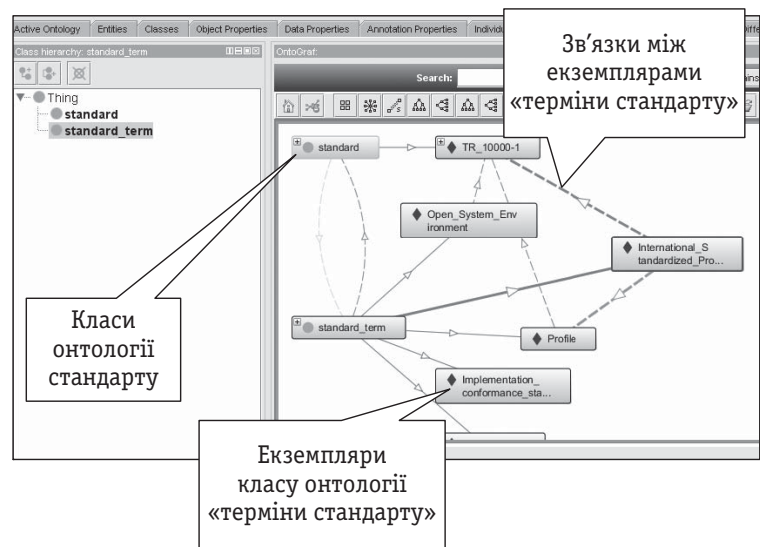 Active Ontology Entities Classes Object Properties Data Properties Annotation Properties
Class hierarchy: standard_term
OntoGraf:
Search:
Thing
standard
standard_term
Зв’язки між
екземплярами
«терміни стандарту»
standard
TR_10000-1
Open_System_Env
ironment
International_S
tandardized_Pro...
standard_term
Profile
Implementation_
conformance_sta...
Класи
онтології
стандарту
Екземпляри
класу онтології
«терміни стандарту»